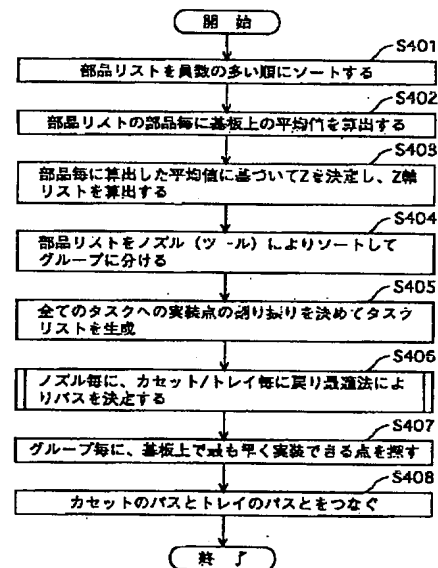 開 始
S401
部品リストを員数の多い順にソートする
S402
部品リストの部品毎に基板上の平均値を算出する
S403
部品毎に算出した平均値に基づいてZを決定し、Z軸
リストを算出する
S404
部品リストをノズル（ツール）によりソートして
グループに分ける
S405
全てのタスクへの実装点の割り振りを決めてタスク
リストを生成
S406
ノズル毎に、カセット/トレイ毎に戻り最適法によ
りパスを決定する
S407
グループ毎に、基板上で最も早く実装できる点を探す
S408
カセットのパスとトレイのパスとをつなぐ
終 了